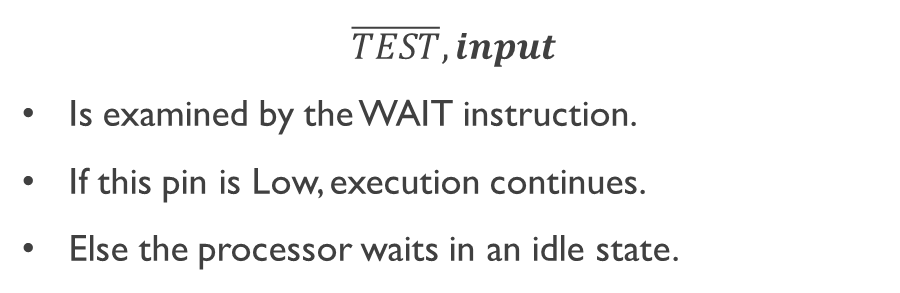 T̅E̅S̅T̅, input
• Is examined by the WAIT instruction.
• If this pin is Low, execution continues.
• Else the processor waits in an idle state.